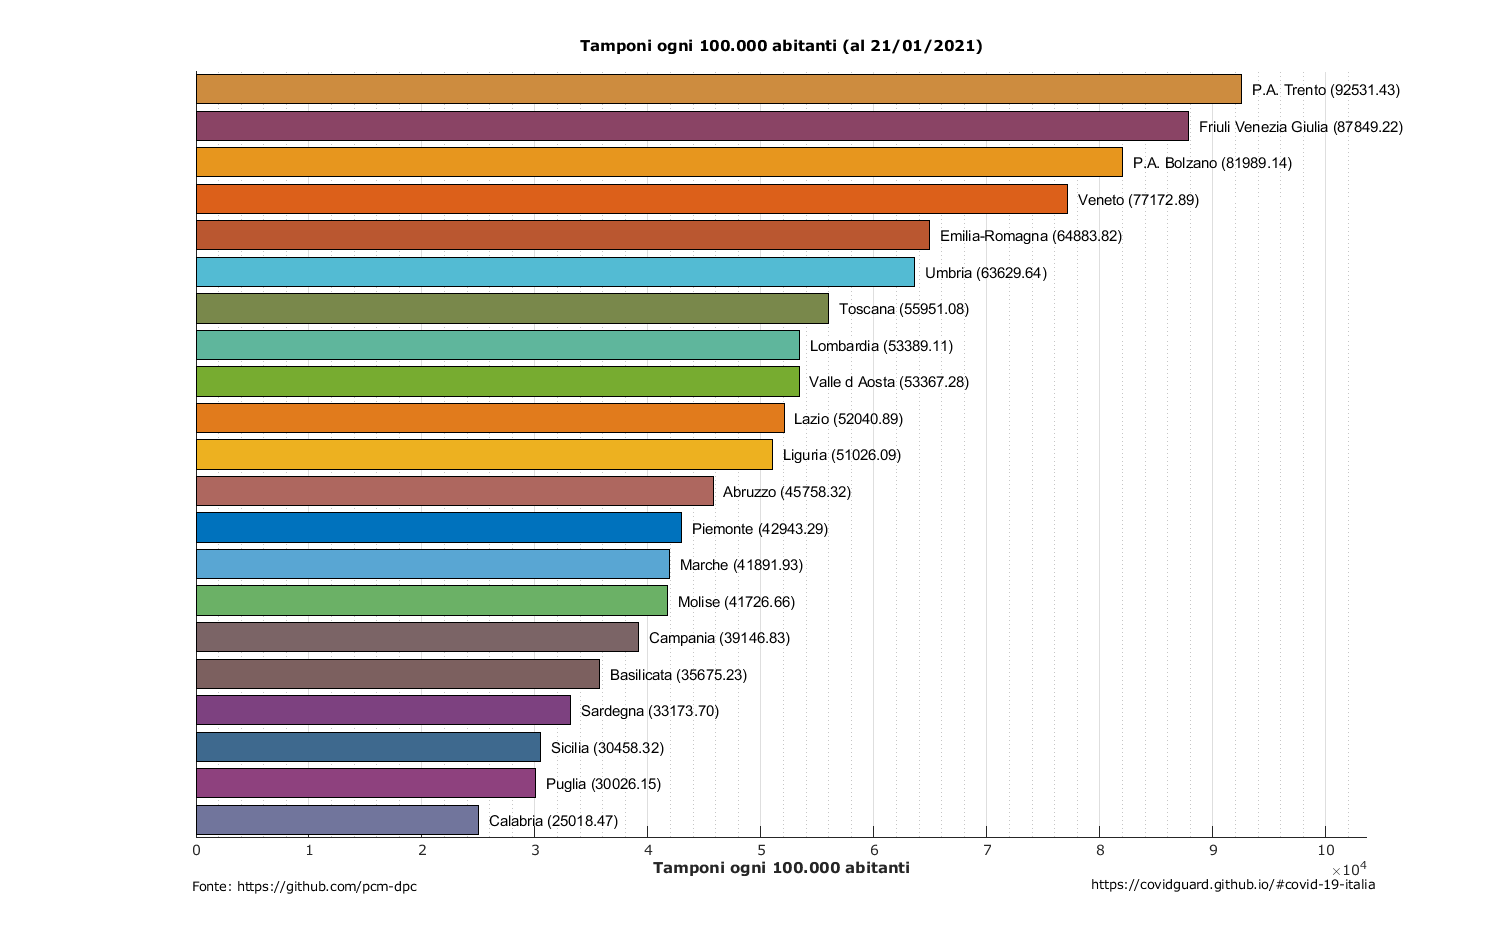 Tamponi ogni 100.000 abitanti (al 21/01/2021)
P.A. Trento (92531.43)
Friuli Venezia Giulia (87849.22)
P.A. Bolzano (81989.14)
Veneto (77172.89)
Emilia-Romagna (64883.82)
Umbria (63629.64)
Toscana (55951.08)
Lombardia (53389.11)
Valle d Aosta (53367.28)
Lazio (52040.89)
Liguria (51026.09)
Abruzzo (45758.32)
Piemonte (42943.29)
Marche (41891.93)
Molise (41726.66)
Campania (39146.83)
Basilicata (35675.23)
Sardegna (33173.70)
Sicilia (30458.32)
Puglia (30026.15)
Calabria (25018.47)
0 1 2 3 4 5 6 7 8 9 10
×10⁴
Tamponi ogni 100.000 abitanti
Fonte: https://github.com/pcm-dpc
https://covidguard.github.io/#covid-19-italia